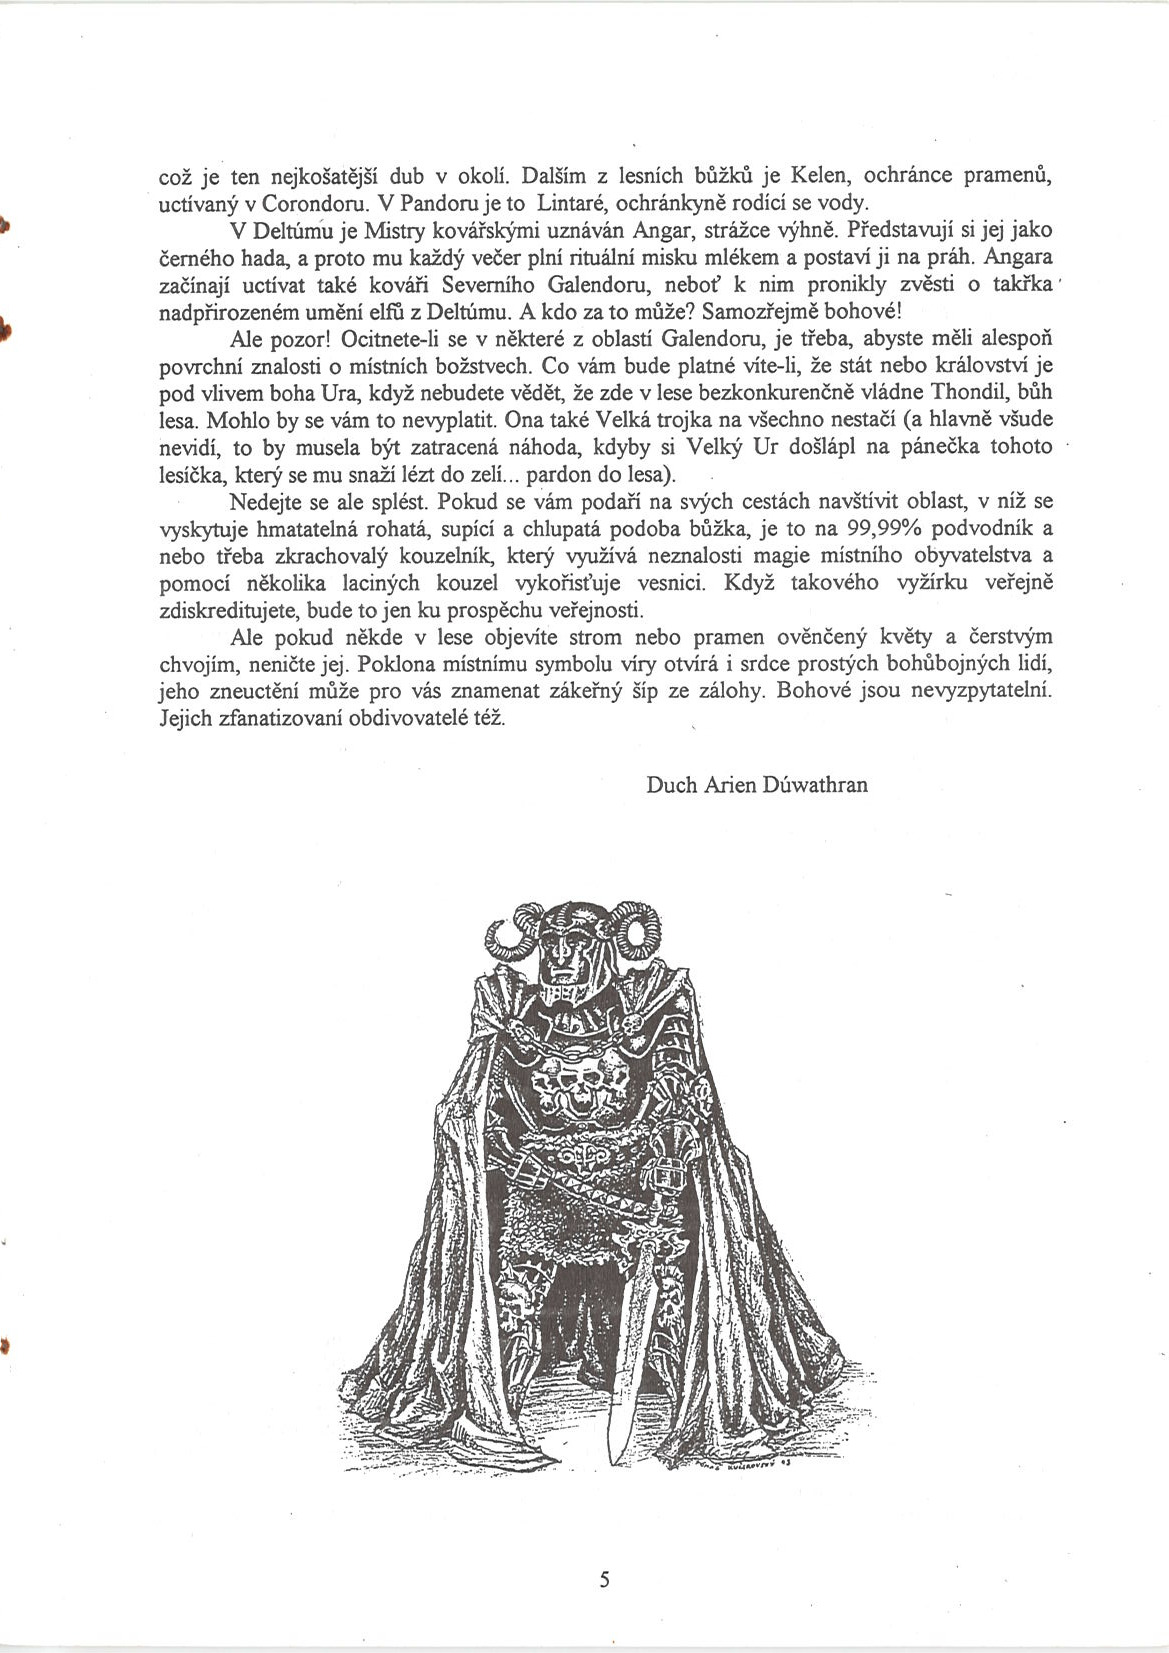 což je ten nejkošatější dub v okolí. Dalším z lesních bůžků je Kelen, ochránce pramenů,
uctívaný v Corondoru. V Pandoru je to Lintaré, ochránkyně rodící se vody.
V Deltúmu je Mistry kovářskými uznáván Angar, strážce výhně. Představují si jej jako
černého hada, a proto mu každý večer plní rituální misku mlékem a postaví ji na práh. Angara
začínají uctívat také kováři Severního Galendoru, neboť k nim pronikly zvěsti o takřka
nadpřirozeném umění elfů z Deltúmu. A kdo za to může? Samozřejmě bohové!
Ale pozor! Ocitnete-li se v některé z oblastí Galendoru, je třeba, abyste měli alespoň
povrchní znalosti o místních božstvech. Co vám bude platné víte-li, že stát nebo království je
pod vlivem boha Ura, když nebudete vědět, že zde v lese bezkonkurenčně vládne Thondil, bůh
lesa. Mohlo by se vám to nevyplatit. Ona také Velká trojka na všechno nestačí (a hlavně všude
nevidí, to by musela být zatracená náhoda, kdyby si Velký Ur došlápl na pánečka tohoto
lesíčka, který se mu snaží lézt do zelí... pardon do lesa).
Nedejte se ale splést. Pokud se vám podaří na svých cestách navštívit oblast, v níž se
vyskytuje hmatatelná rohatá, supící a chlupatá podoba bůžka, je to na 99,99% podvodník a
nebo třeba zkrachovalý kouzelník, který využívá neznalosti magie místního obyvatelstva a
pomocí několika laciných kouzel vykořisťuje vesnici. Když takového vyžírku veřejně
zdiskreditujete, bude to jen ku prospěchu veřejnosti.
Ale pokud někde v lese objevíte strom nebo pramen ověnčený květy a čerstvým
chvojím, neničte jej. Poklona místnímu symbolu víry otvírá i srdce prostých bohůbojných lidí,
jeho zneuctění může pro vás znamenat zákeřný šíp ze zálohy. Bohové jsou nevyzpytatelní.
Jejich zfanatizovaní obdivovatelé též.
Duch Arien Dúwathran
5